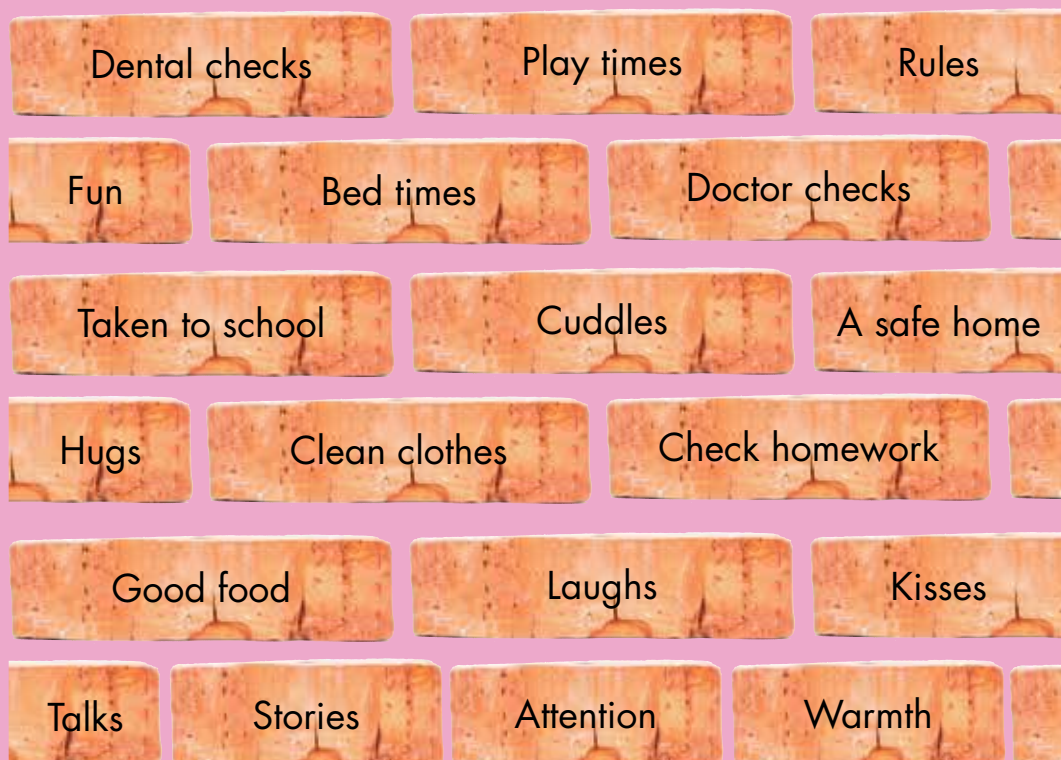 Dental checks
Play times
Rules
Fun
Bed times
Doctor checks
Taken to school
Cuddles
A safe home
Hugs
Clean clothes
Check homework
Good food
Laughs
Kisses
Talks
Stories
Attention
Warmth